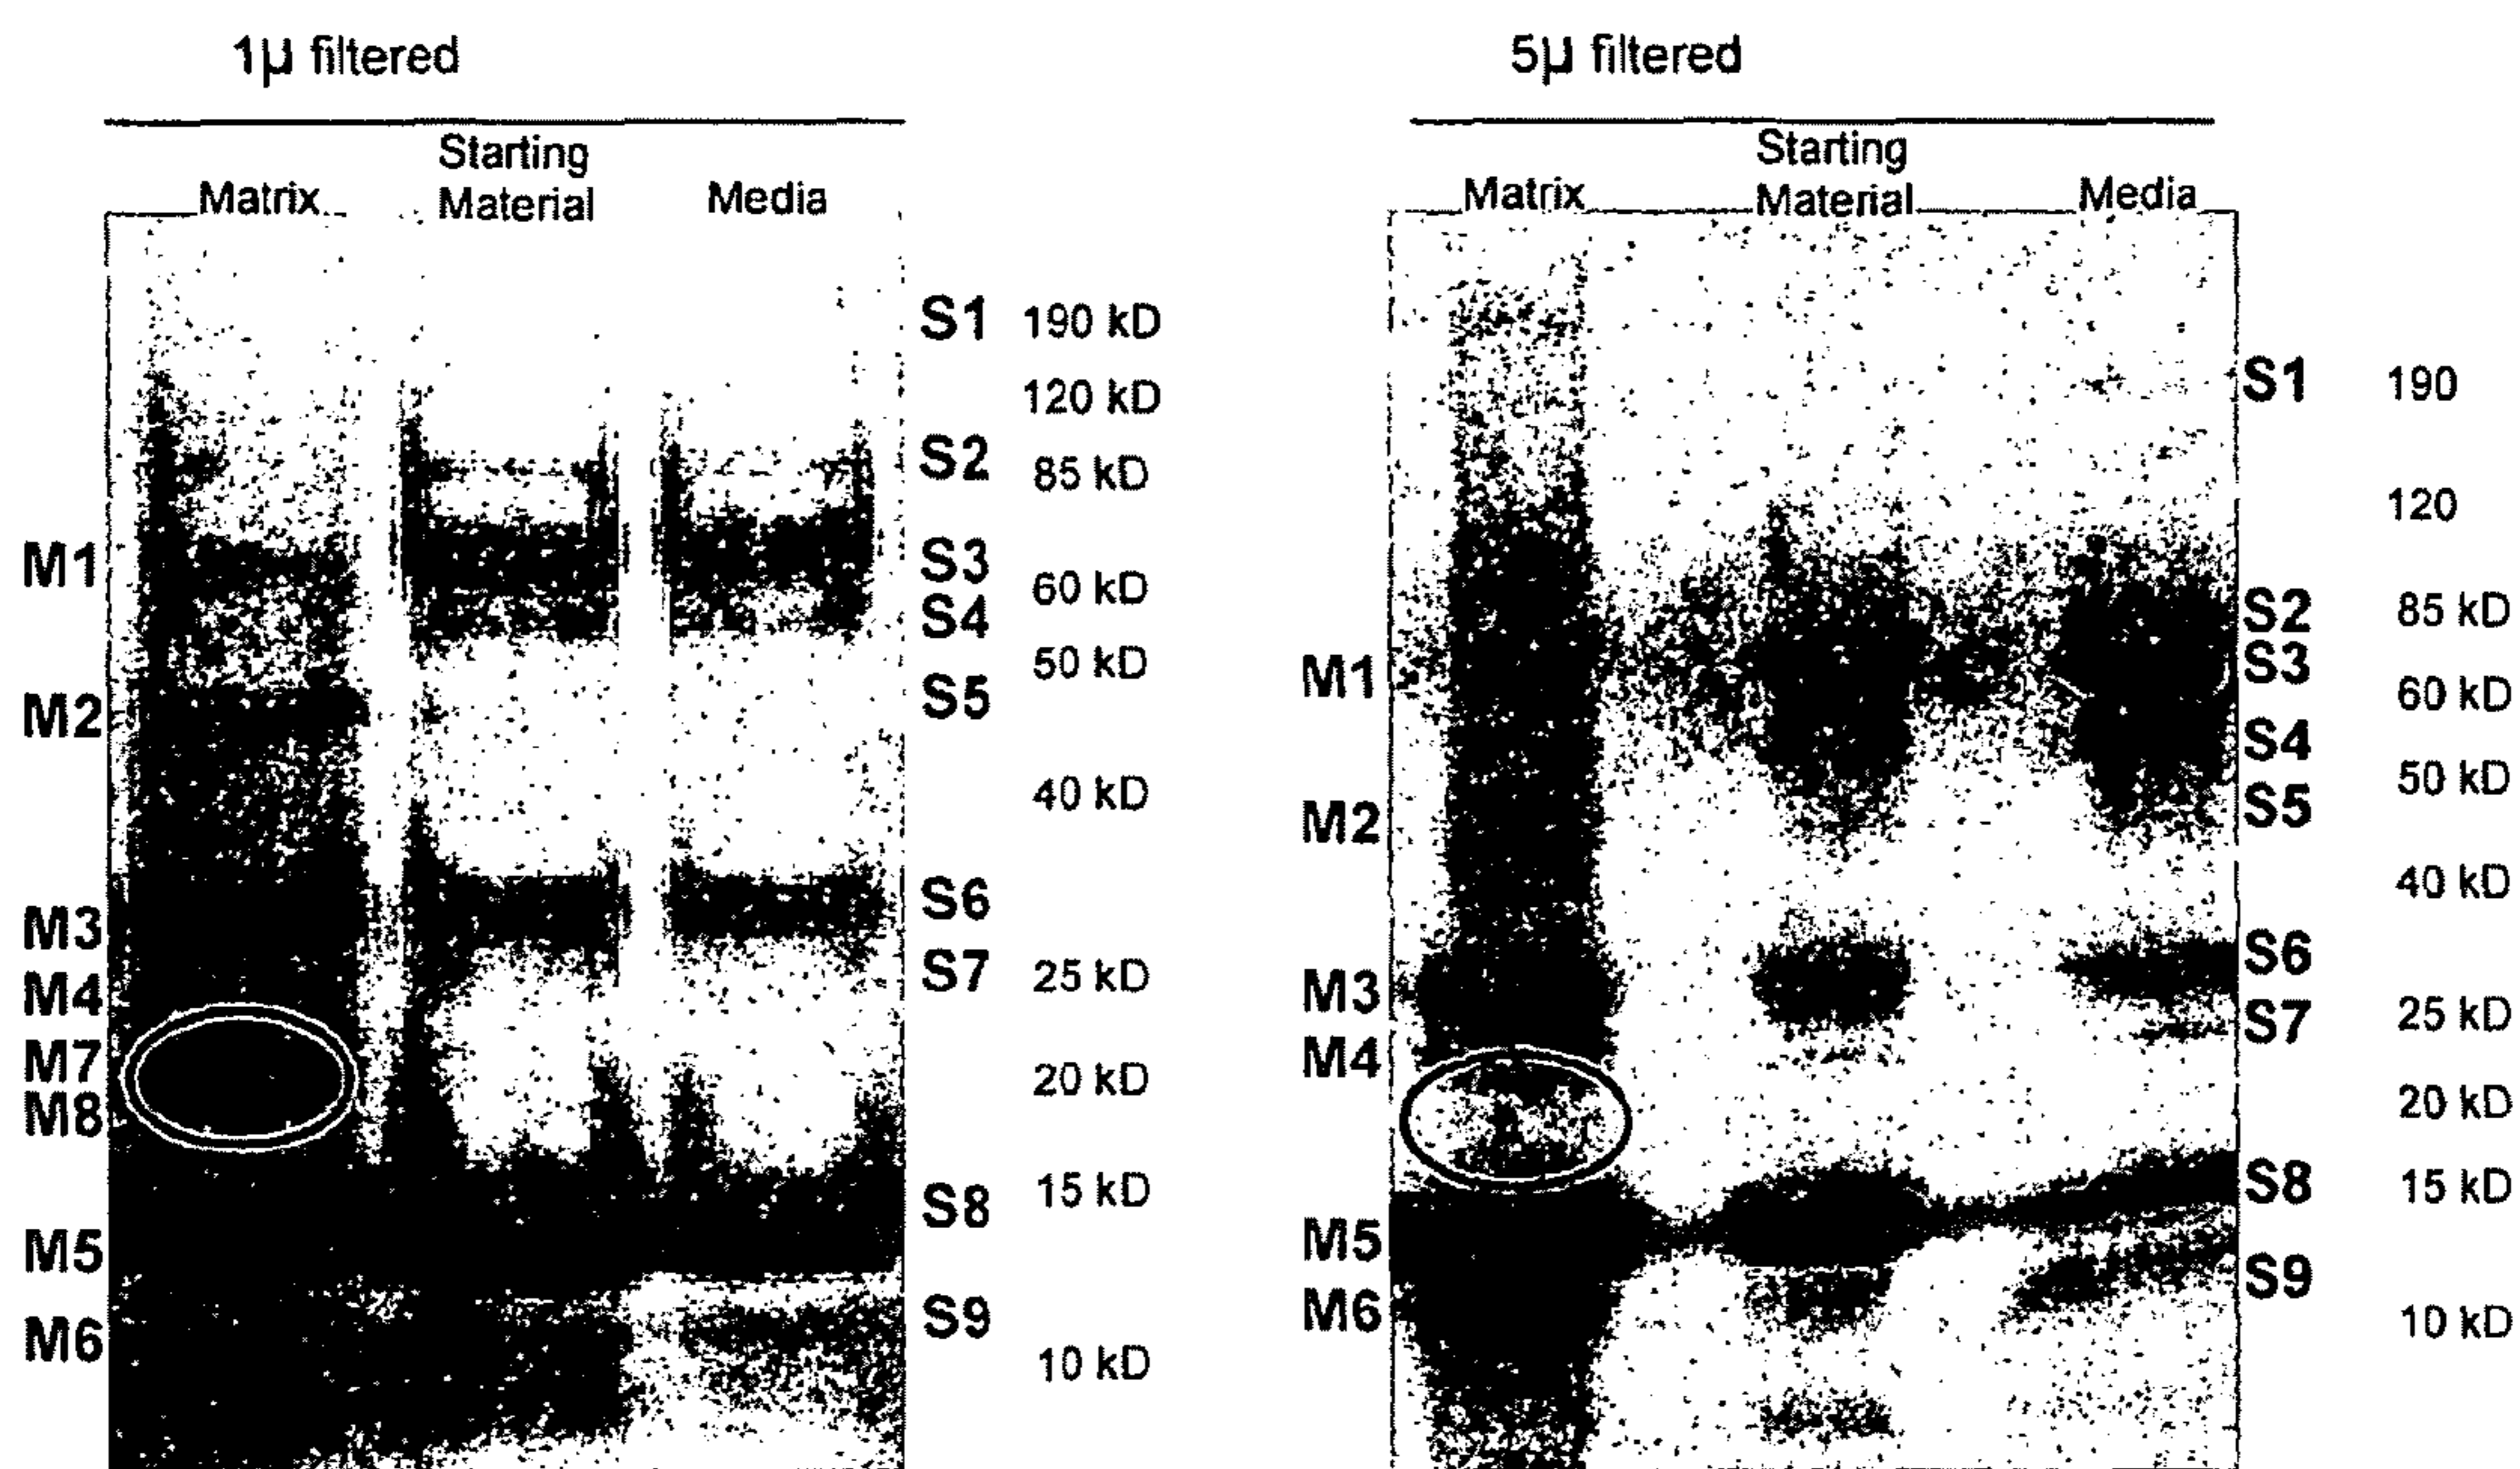 1µ filtered
Matrix
Starting
Material
Media
M1
M2
M3
M4
M7
M8
M5
M6
S1
S2
S3
S4
S5
S6
S7
S8
S9
190 kD
120 kD
85 kD
60 kD
50 kD
40 kD
25 kD
20 kD
15 kD
10 kD
5µ filtered
Matrix
Starting
Material
Media
M1
M2
M3
M4
M5
M6
S1
S2
S3
S4
S5
S6
S7
S8
S9
190
120
85 kD
60 kD
50 kD
40 kD
25 kD
20 kD
15 kD
10 kD